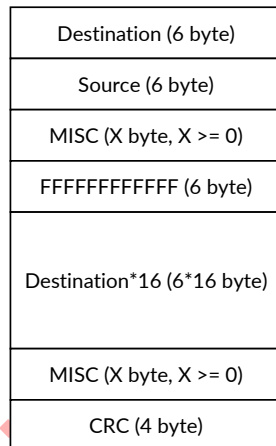 Destination (6 byte)
Source (6 byte)
MISC (X byte, X >= 0)
FFFFFFFFFFFF (6 byte)
Destination*16 (6*16 byte)
MISC (X byte, X >= 0)
CRC (4 byte)